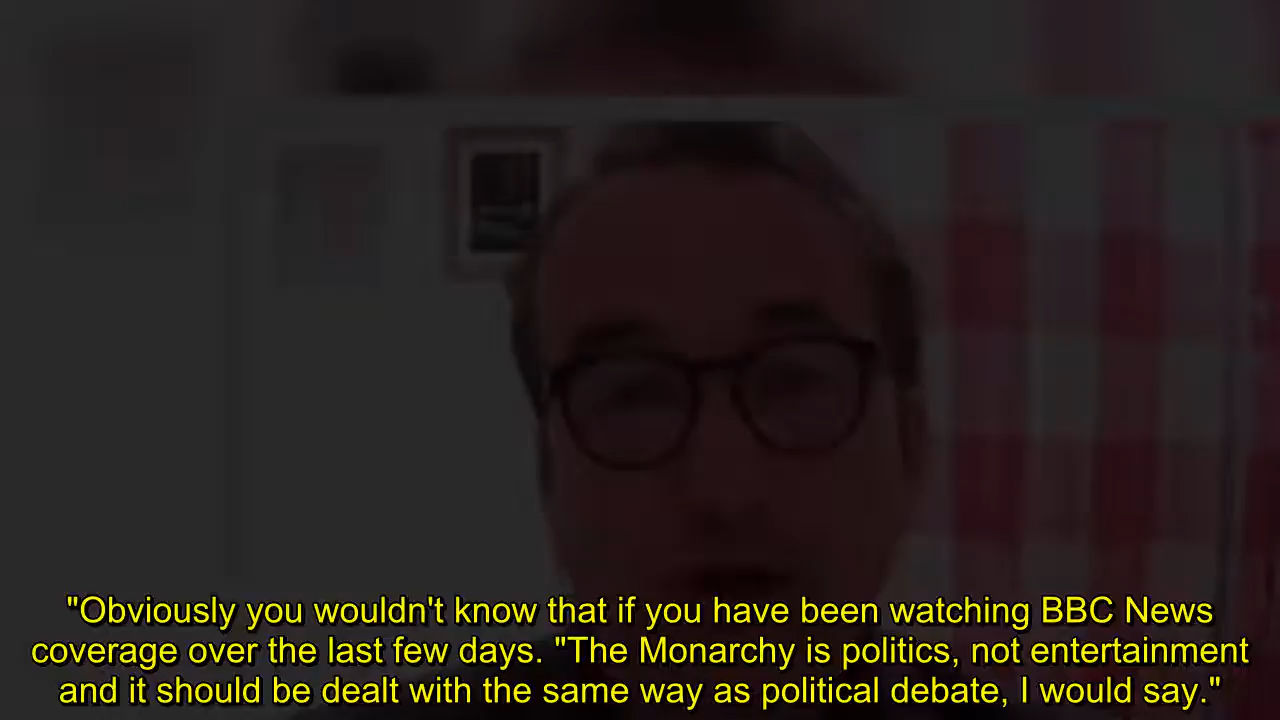 "Obviously you wouldn't know that if you have been watching BBC News
coverage over the last few days. "The Monarchy is politics, not entertainment
and it should be dealt with the same way as political debate, I would say."